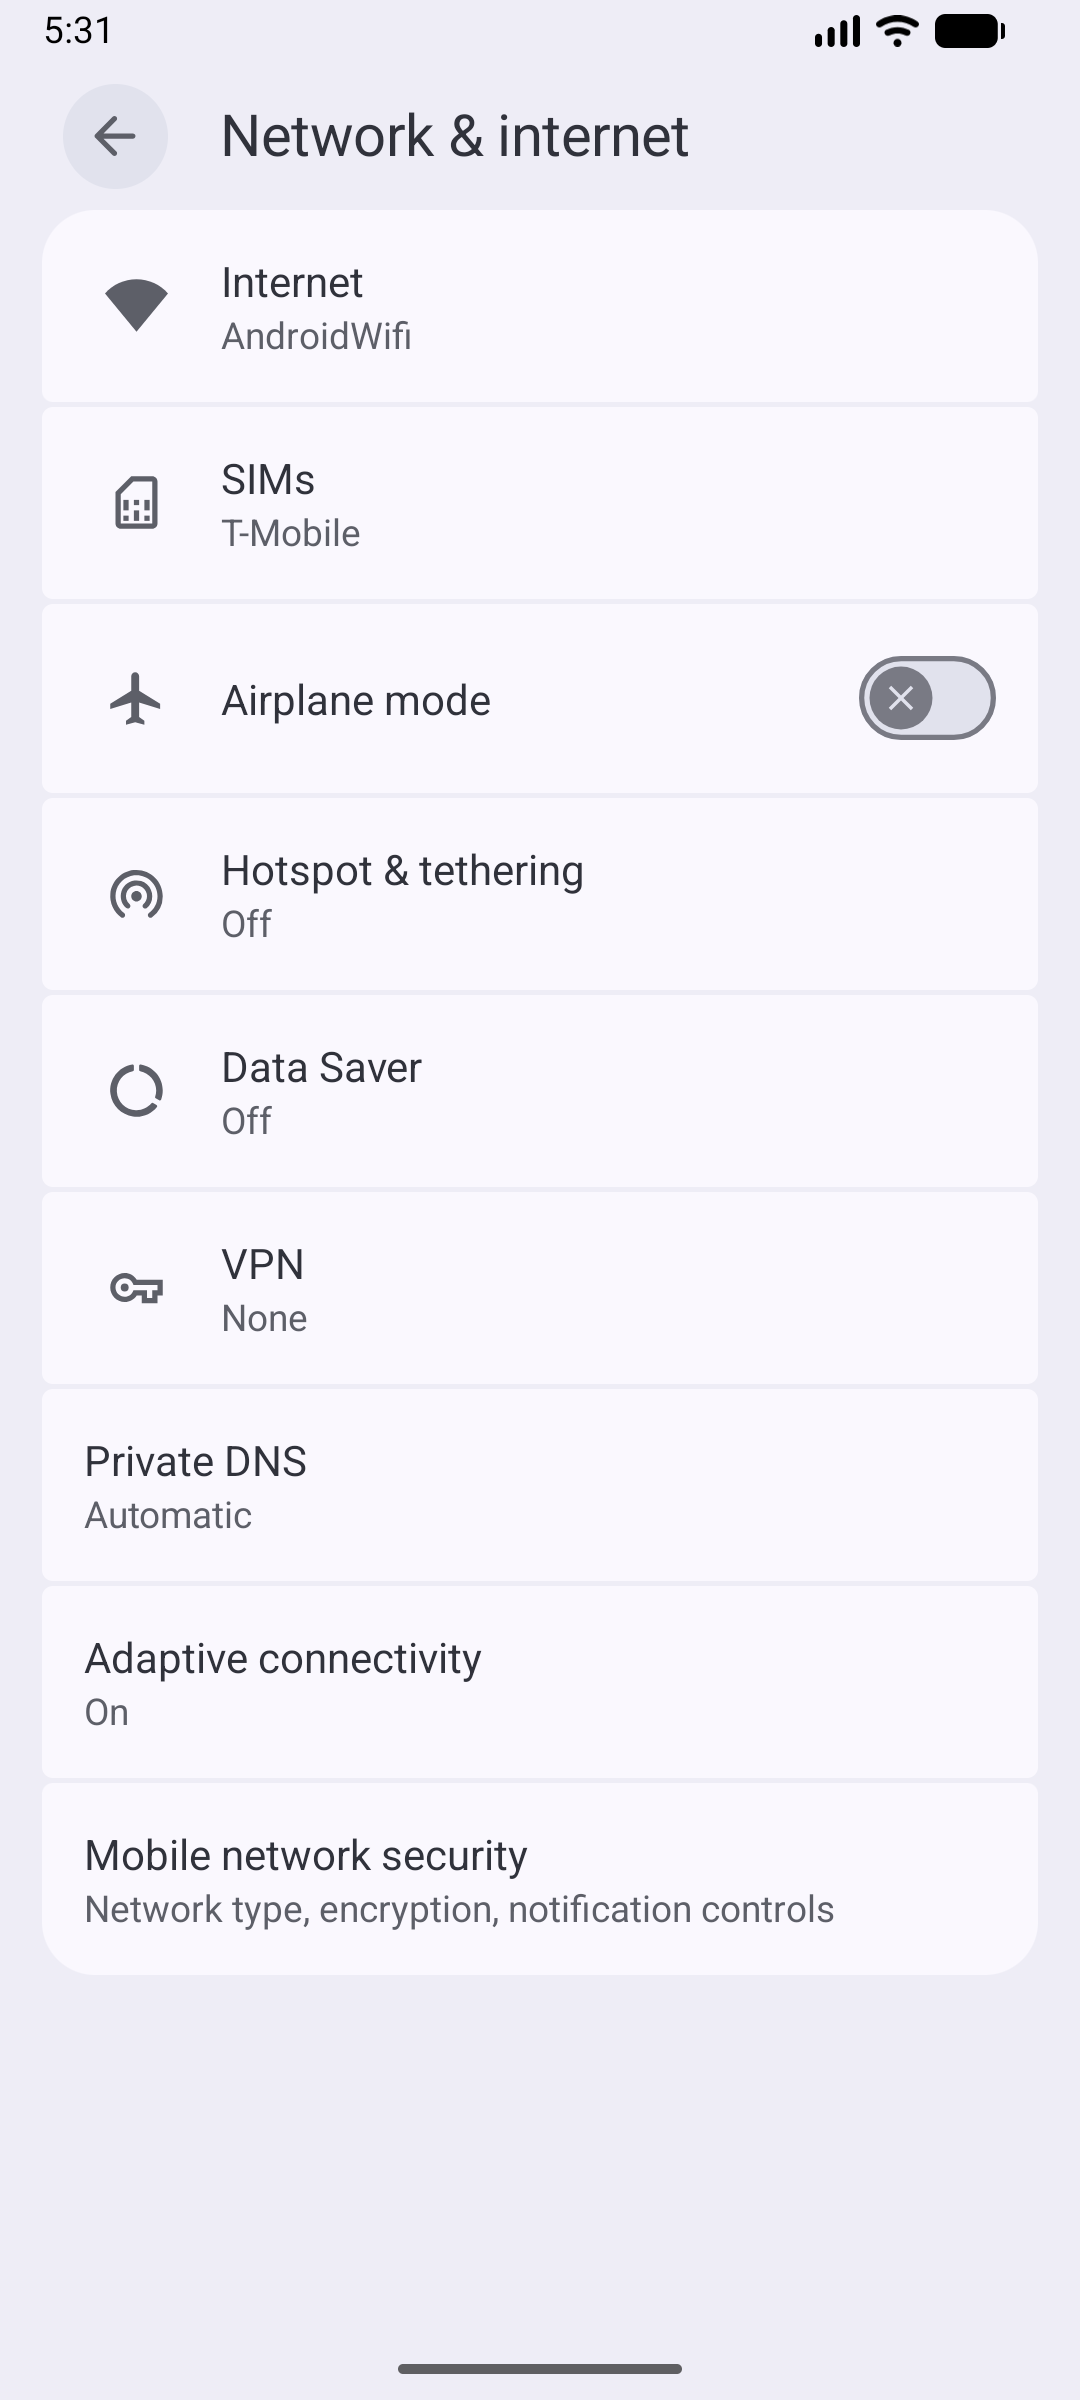 5:31
Network & internet
Internet
AndroidWifi
SIMs
T-Mobile
Airplane mode
Hotspot & tethering
Off
Data Saver
Off
VPN
None
Private DNS
Automatic
Adaptive connectivity
On
Mobile network security
Network type, encryption, notification controls